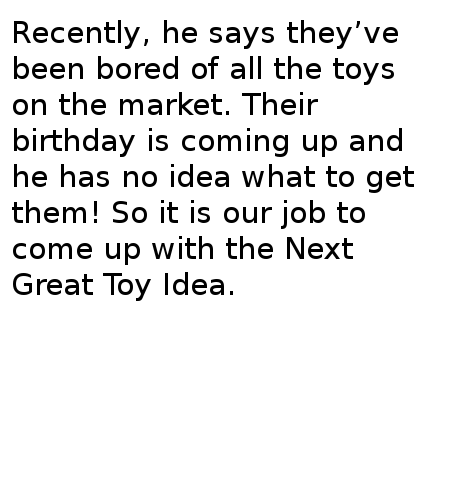 Recently, he says they’ve
been bored of all the toys
on the market. Their
birthday is coming up and
he has no idea what to get
them! So it is our job to
come up with the Next
Great Toy Idea.